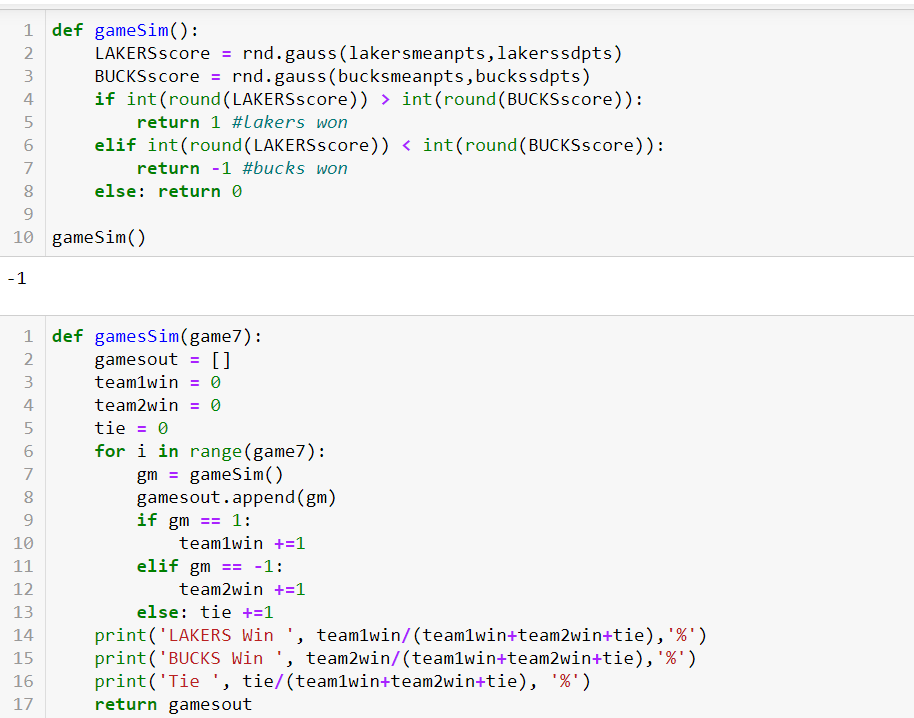 1 def gameSim():
2     LAKERSscore = rnd.gauss(lakersmeanpts,lakerssdpts)
3     BUCKSscore = rnd.gauss(bucksmeanpts,buckssdpts)
4     if int(round(LAKERSscore)) > int(round(BUCKSscore)):
5         return 1 #lakers won
6     elif int(round(LAKERSscore)) < int(round(BUCKSscore)):
7         return -1 #bucks won
8     else: return 0
9
10 gameSim()
-1
1 def gamesSim(game7):
2     gamesout = []
3     team1win = 0
4     team2win = 0
5     tie = 0
6     for i in range(game7):
7         gm = gameSim()
8         gamesout.append(gm)
9         if gm == 1:
10             team1win +=1
11         elif gm == -1:
12             team2win +=1
13         else: tie +=1
14     print('LAKERS Win ', team1win/(team1win+team2win+tie),'%')
15     print('BUCKS Win ', team2win/(team1win+team2win+tie),'%')
16     print('Tie ', tie/(team1win+team2win+tie), '%')
17     return gamesout